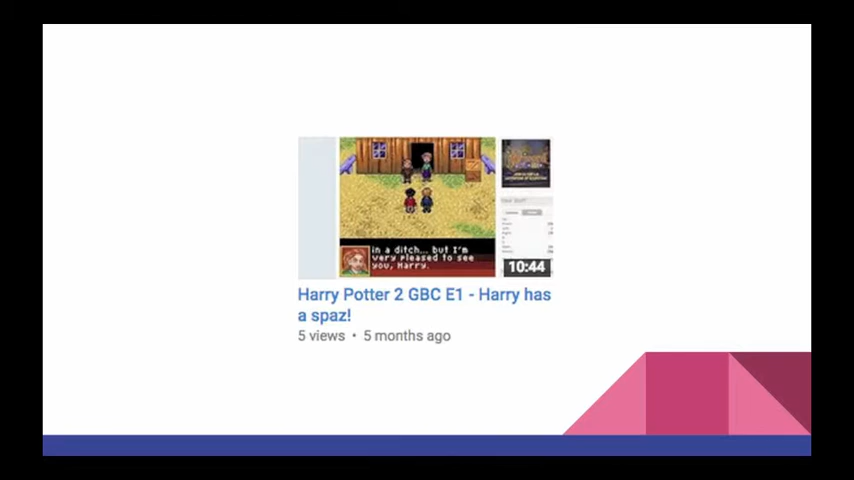 in a ditch... but I'm
very pleased to see
you, Harry.
10:44
Harry Potter 2 GBC E1 - Harry has
a spaz!
5 views • 5 months ago